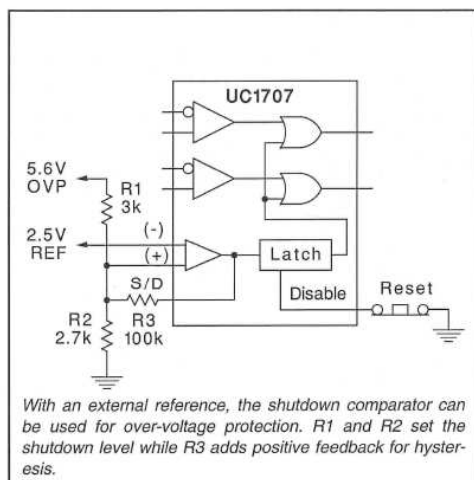 UC1707
5.6V
OVP
R1
3k
2.5V
REF
(-)
(+)
Latch
S/D
Disable
Reset
R2
2.7k
R3
100k
With an external reference, the shutdown comparator can
be used for over-voltage protection. R1 and R2 set the
shutdown level while R3 adds positive feedback for hyster-
esis.